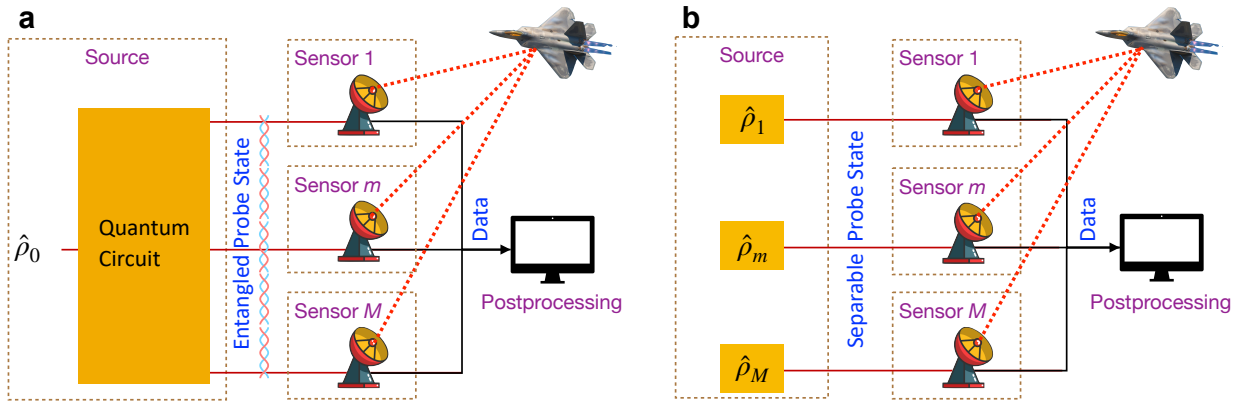 a
Source
Sensor 1
Entangled Probe State
Sensor m
ρ̂₀
Quantum
Circuit
Data
Postprocessing
Sensor M
b
Source
Sensor 1
ρ̂₁
Separable Probe State
Sensor m
ρ̂ₘ
Data
Postprocessing
Sensor M
ρ̂_M